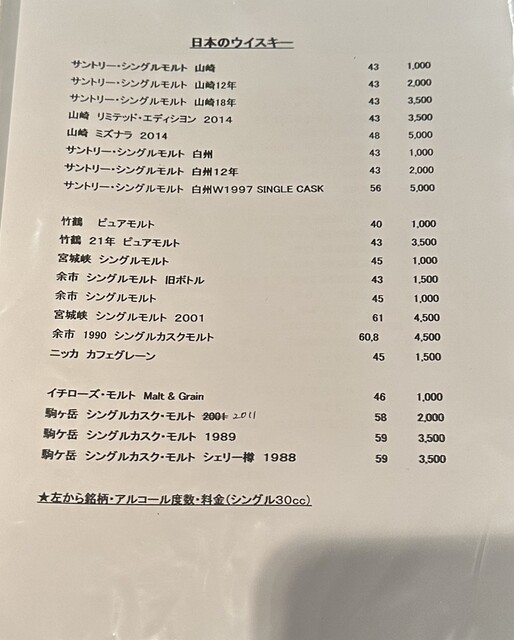 日本のウイスキー
サントリー・シングルモルト 山崎 43 1,000
サントリー・シングルモルト 山崎12年 43 2,000
サントリー・シングルモルト 山崎18年 43 3,500
山崎 リミテッド・エディシヨン 2014 43 3,500
山崎 ミズナラ 2014 48 5,000
サントリー・シングルモルト 白州 43 1,000
サントリー・シングルモルト 白州12年 43 2,000
サントリー・シングルモルト 白州W1997 SINGLE CASK 56 5,000
竹鶴 ピュアモルト 40 1,000
竹鶴 21年 ピュアモルト 43 3,500
宮城峡 シングルモルト 45 1,000
余市 シングルモルト 旧ボトル 43 1,500
余市 シングルモルト 45 1,000
宮城峡 シングルモルト 2001 61 4,500
余市 1990 シングルカスクモルト 60,8 4,500
ニッカ カフェグレーン 45 1,500
イチローズ・モルト Malt & Grain 46 1,000
駒ケ岳 シングルカスク・モルト 2001 2011 58 2,000
駒ケ岳 シングルカスク・モルト 1989 59 3,500
駒ケ岳 シングルカスク・モルト シェリー樽 1988 59 3,500
★左から銘柄・アルコール度数・料金(シングル30cc)